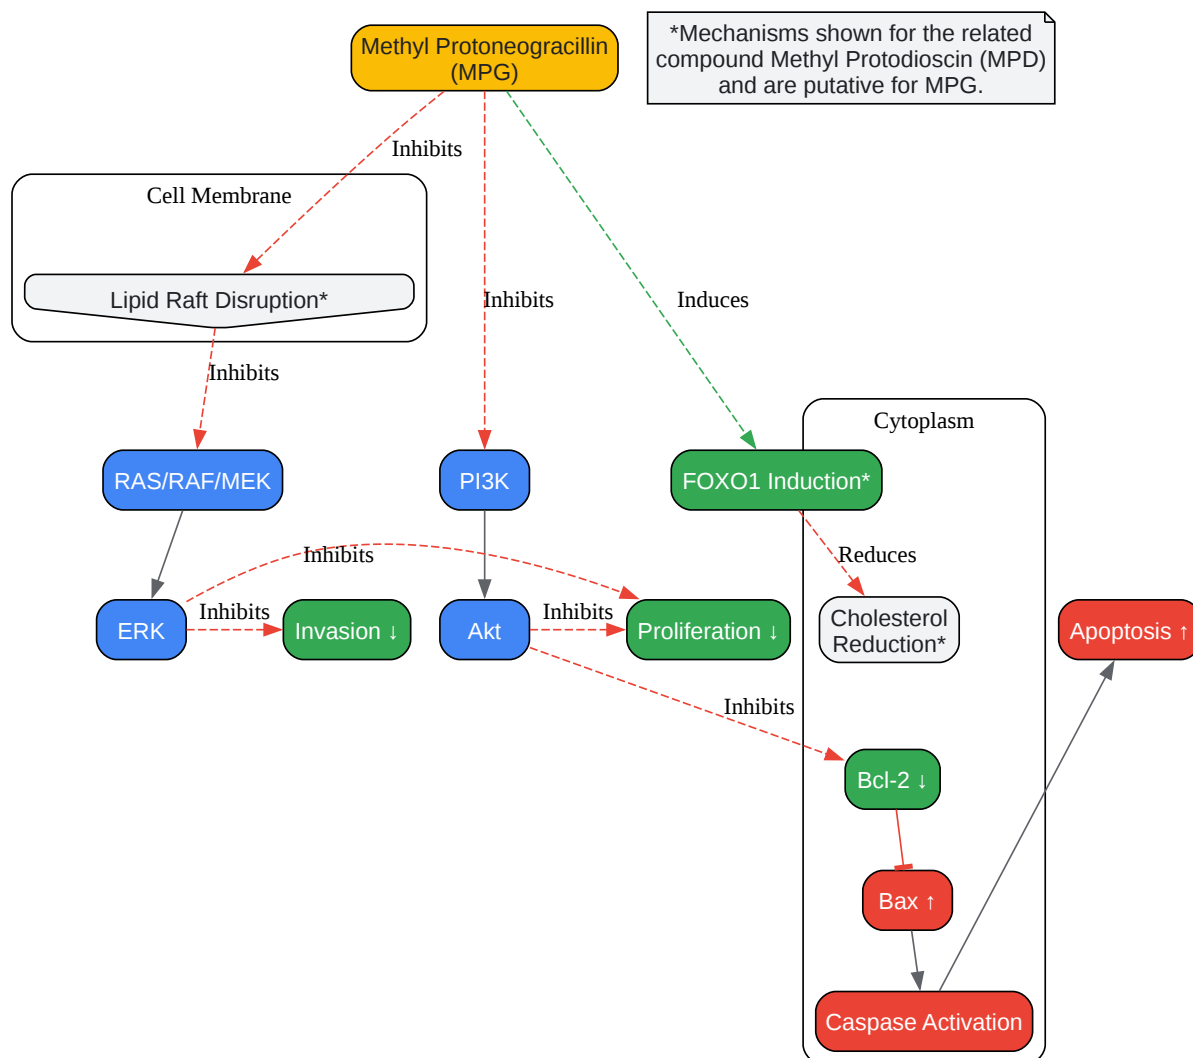 Methyl Protoneogracillin
(MPG)
*Mechanisms shown for the related
compound Methyl Protodioscin (MPD)
and are putative for MPG.
Inhibits
Cell Membrane
Lipid Raft Disruption*
Inhibits
Induces
Inhibits
Cytoplasm
RAS/RAF/MEK
PI3K
FOXO1 Induction*
Inhibits
Reduces
ERK
Inhibits
Invasion ↓
Akt
Inhibits
Proliferation ↓
Cholesterol
Reduction*
Apoptosis ↑
Inhibits
Bcl-2 ↓
Bax ↑
Caspase Activation